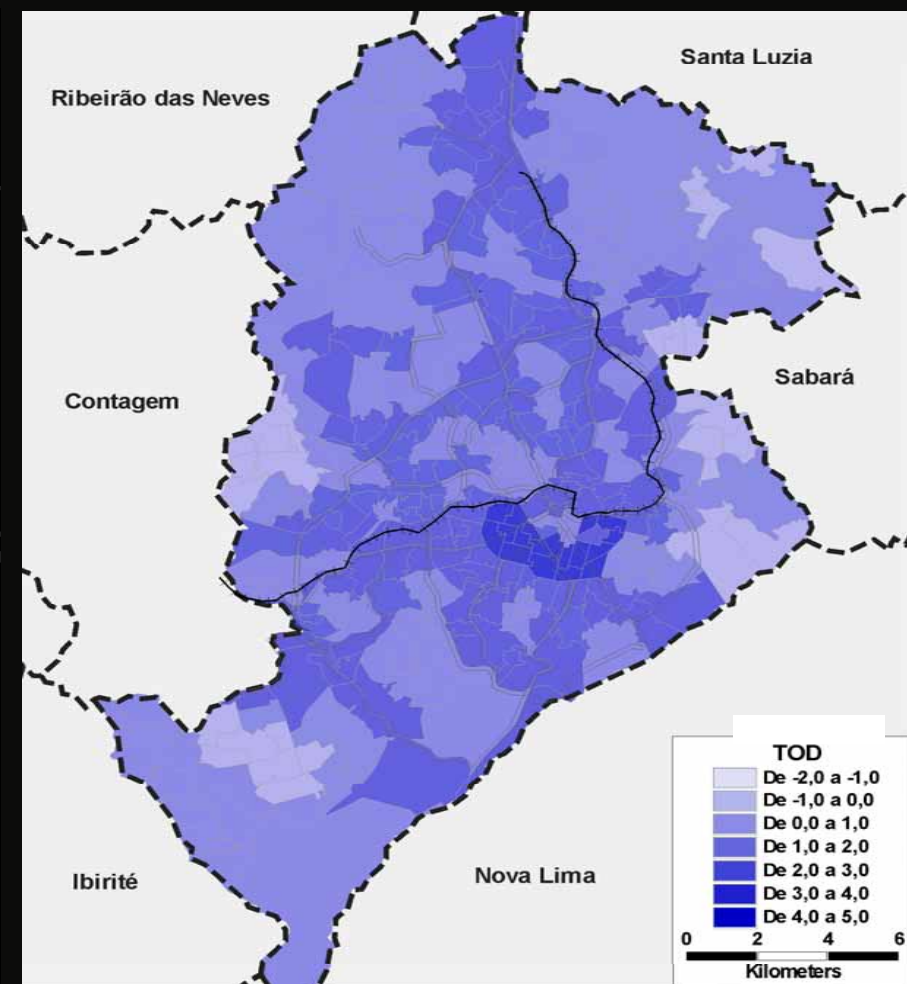 Santa Luzia
Ribeirão das Neves
Sabará
Contagem
Ibirité
Nova Lima
TOD
De -2,0 a -1,0
De -1,0 a 0,0
De 0,0 a 1,0
De 1,0 a 2,0
De 2,0 a 3,0
De 3,0 a 4,0
De 4,0 a 5,0
0 2 4 6
Kilometers